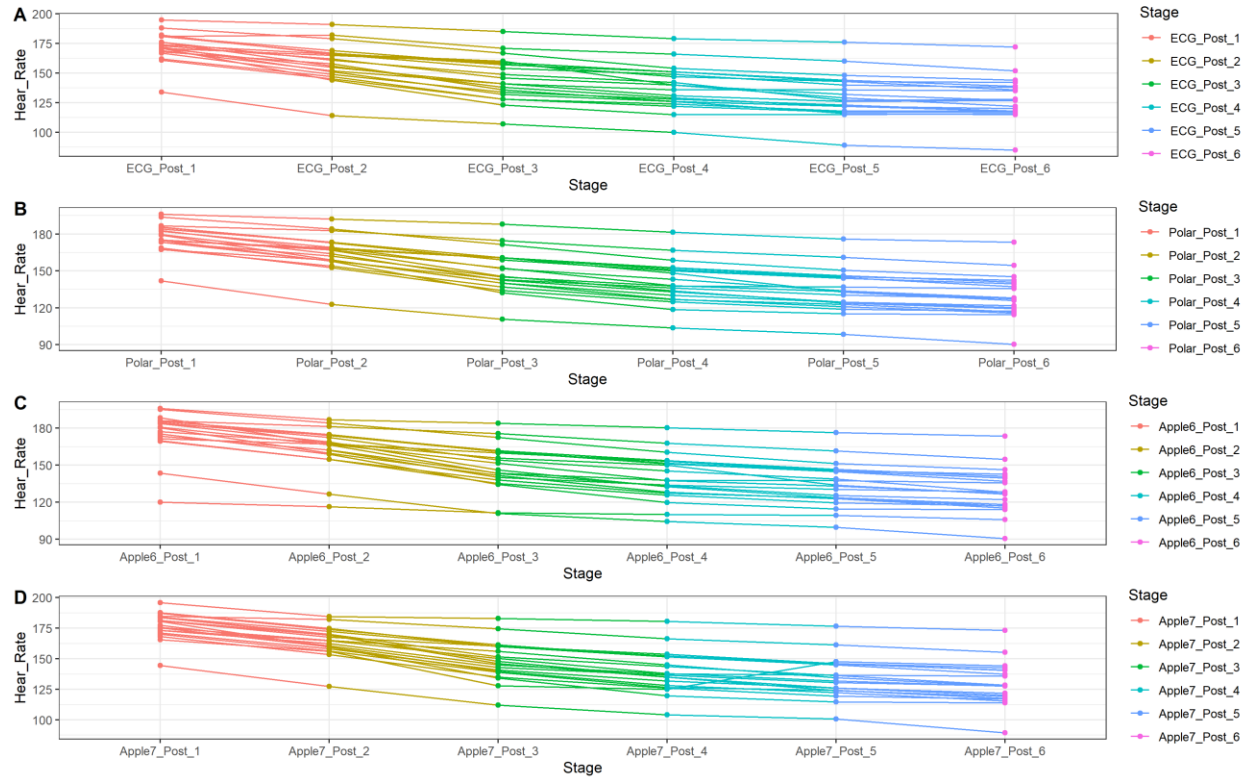 A
Hear_Rate
200
175
150
125
100
ECG_Post_1 ECG_Post_2 ECG_Post_3 ECG_Post_4 ECG_Post_5 ECG_Post_6
Stage
Stage
ECG_Post_1
ECG_Post_2
ECG_Post_3
ECG_Post_4
ECG_Post_5
ECG_Post_6
B
Hear_Rate
180
150
120
90
Polar_Post_1 Polar_Post_2 Polar_Post_3 Polar_Post_4 Polar_Post_5 Polar_Post_6
Stage
Stage
Polar_Post_1
Polar_Post_2
Polar_Post_3
Polar_Post_4
Polar_Post_5
Polar_Post_6
C
Hear_Rate
180
150
120
90
Apple6_Post_1 Apple6_Post_2 Apple6_Post_3 Apple6_Post_4 Apple6_Post_5 Apple6_Post_6
Stage
Stage
Apple6_Post_1
Apple6_Post_2
Apple6_Post_3
Apple6_Post_4
Apple6_Post_5
Apple6_Post_6
D
Hear_Rate
200
175
150
125
100
Apple7_Post_1 Apple7_Post_2 Apple7_Post_3 Apple7_Post_4 Apple7_Post_5 Apple7_Post_6
Stage
Stage
Apple7_Post_1
Apple7_Post_2
Apple7_Post_3
Apple7_Post_4
Apple7_Post_5
Apple7_Post_6